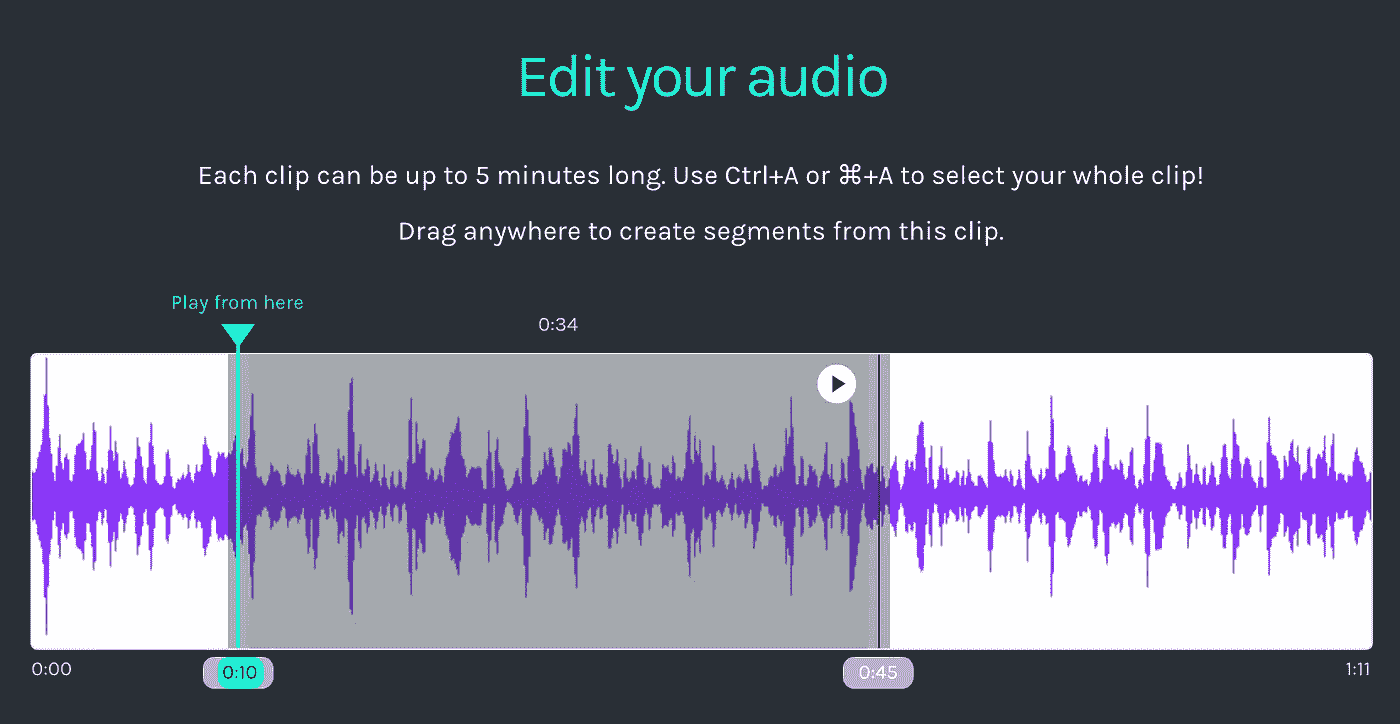 Edit your audio
Each clip can be up to 5 minutes long. Use Ctrl+A or ⌘+A to select your whole clip!
Drag anywhere to create segments from this clip.
Play from here
0:34
0:00
0:10
0:45
1:11